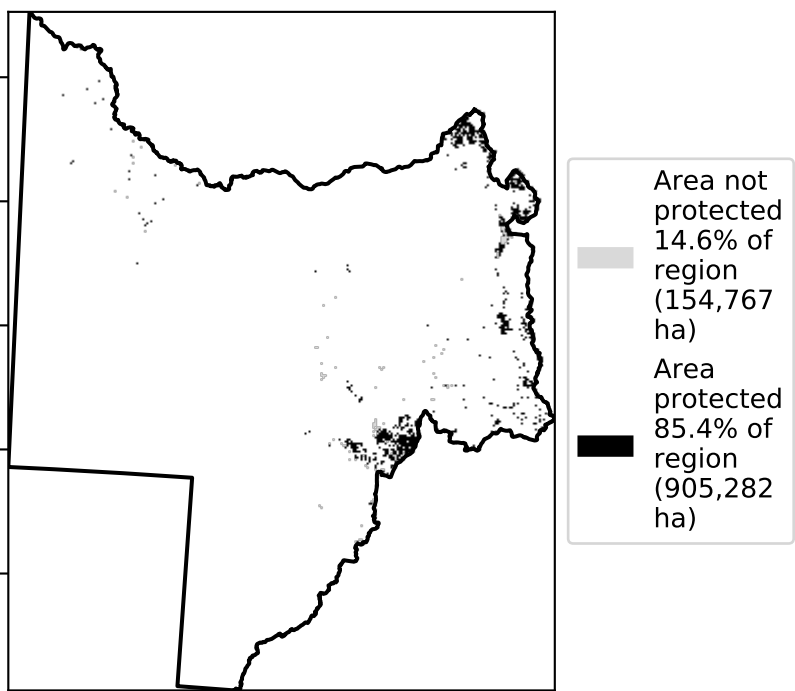 Area not
protected
14.6% of
region
(154,767
ha)
Area
protected
85.4% of
region
(905,282
ha)